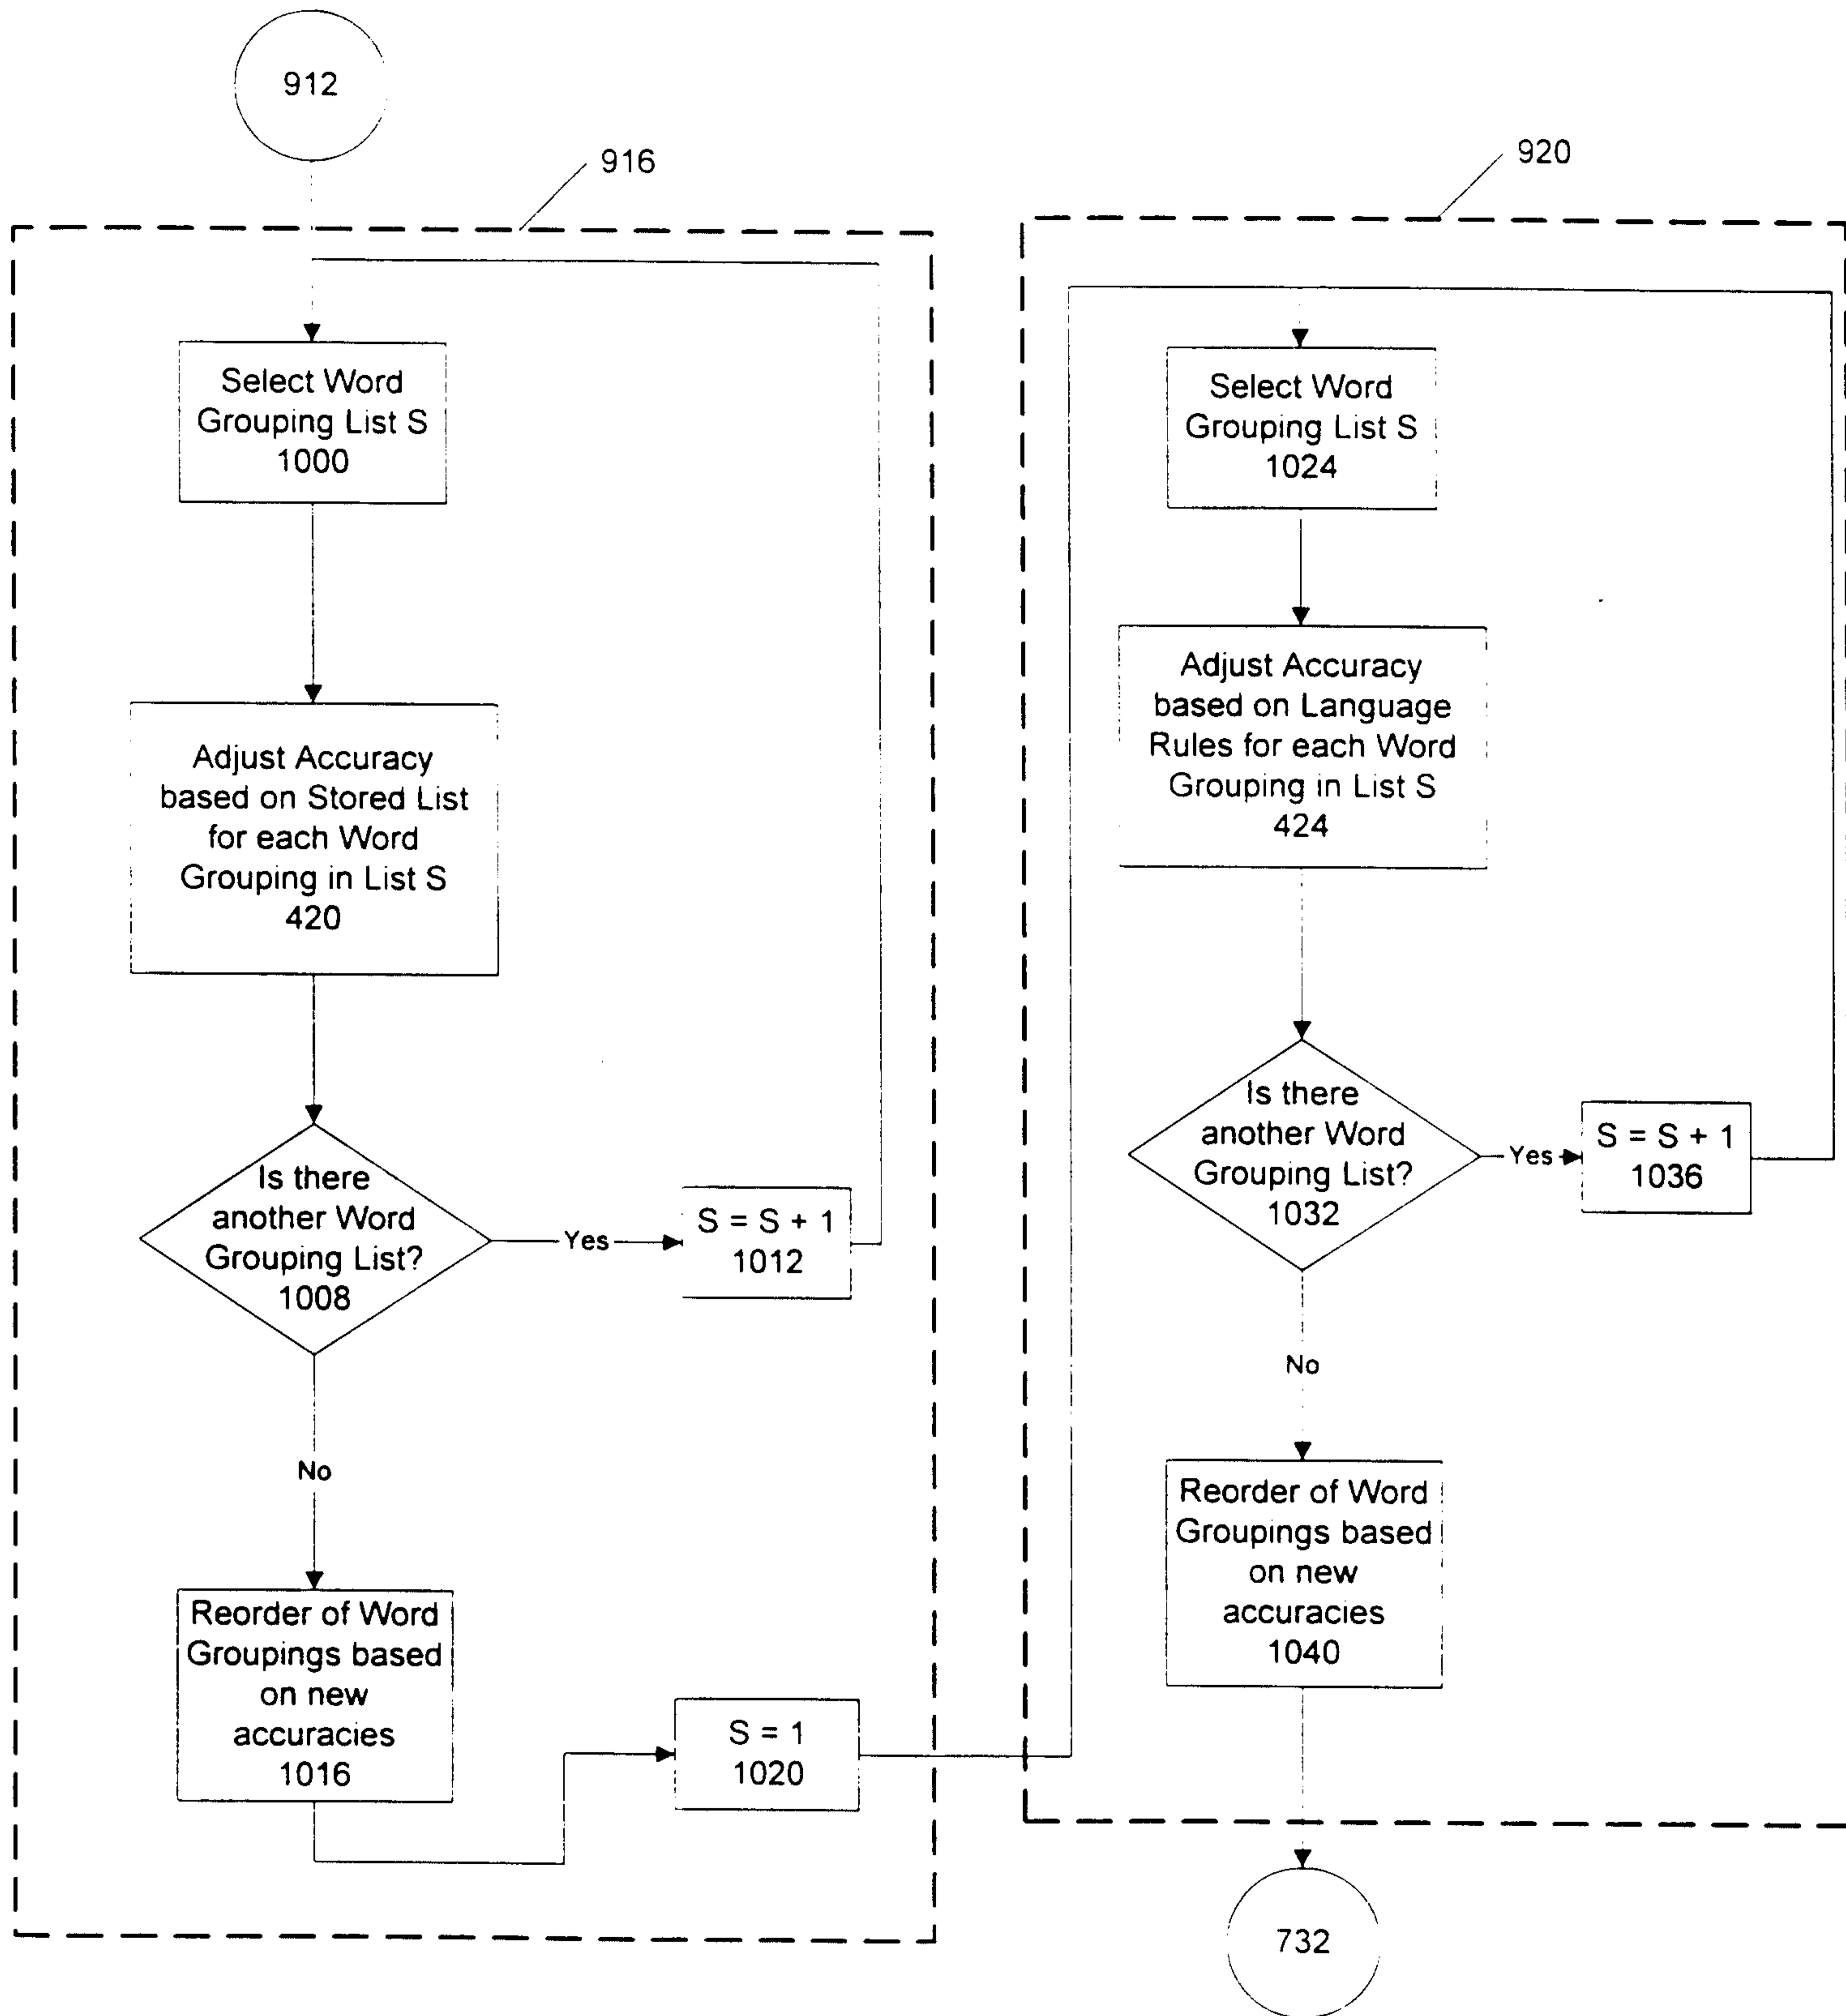 912
916
Select Word
Grouping List S
1000
Adjust Accuracy
based on Stored List
for each Word
Grouping in List S
420
Is there
another Word
Grouping List?
1008
Yes
S = S + 1
1012
No
Reorder of Word
Groupings based
on new
accuracies
1016
S = 1
1020
920
Select Word
Grouping List S
1024
Adjust Accuracy
based on Language
Rules for each Word
Grouping in List S
424
Is there
another Word
Grouping List?
1032
Yes
S = S + 1
1036
No
Reorder of Word
Groupings based
on new
accuracies
1040
732